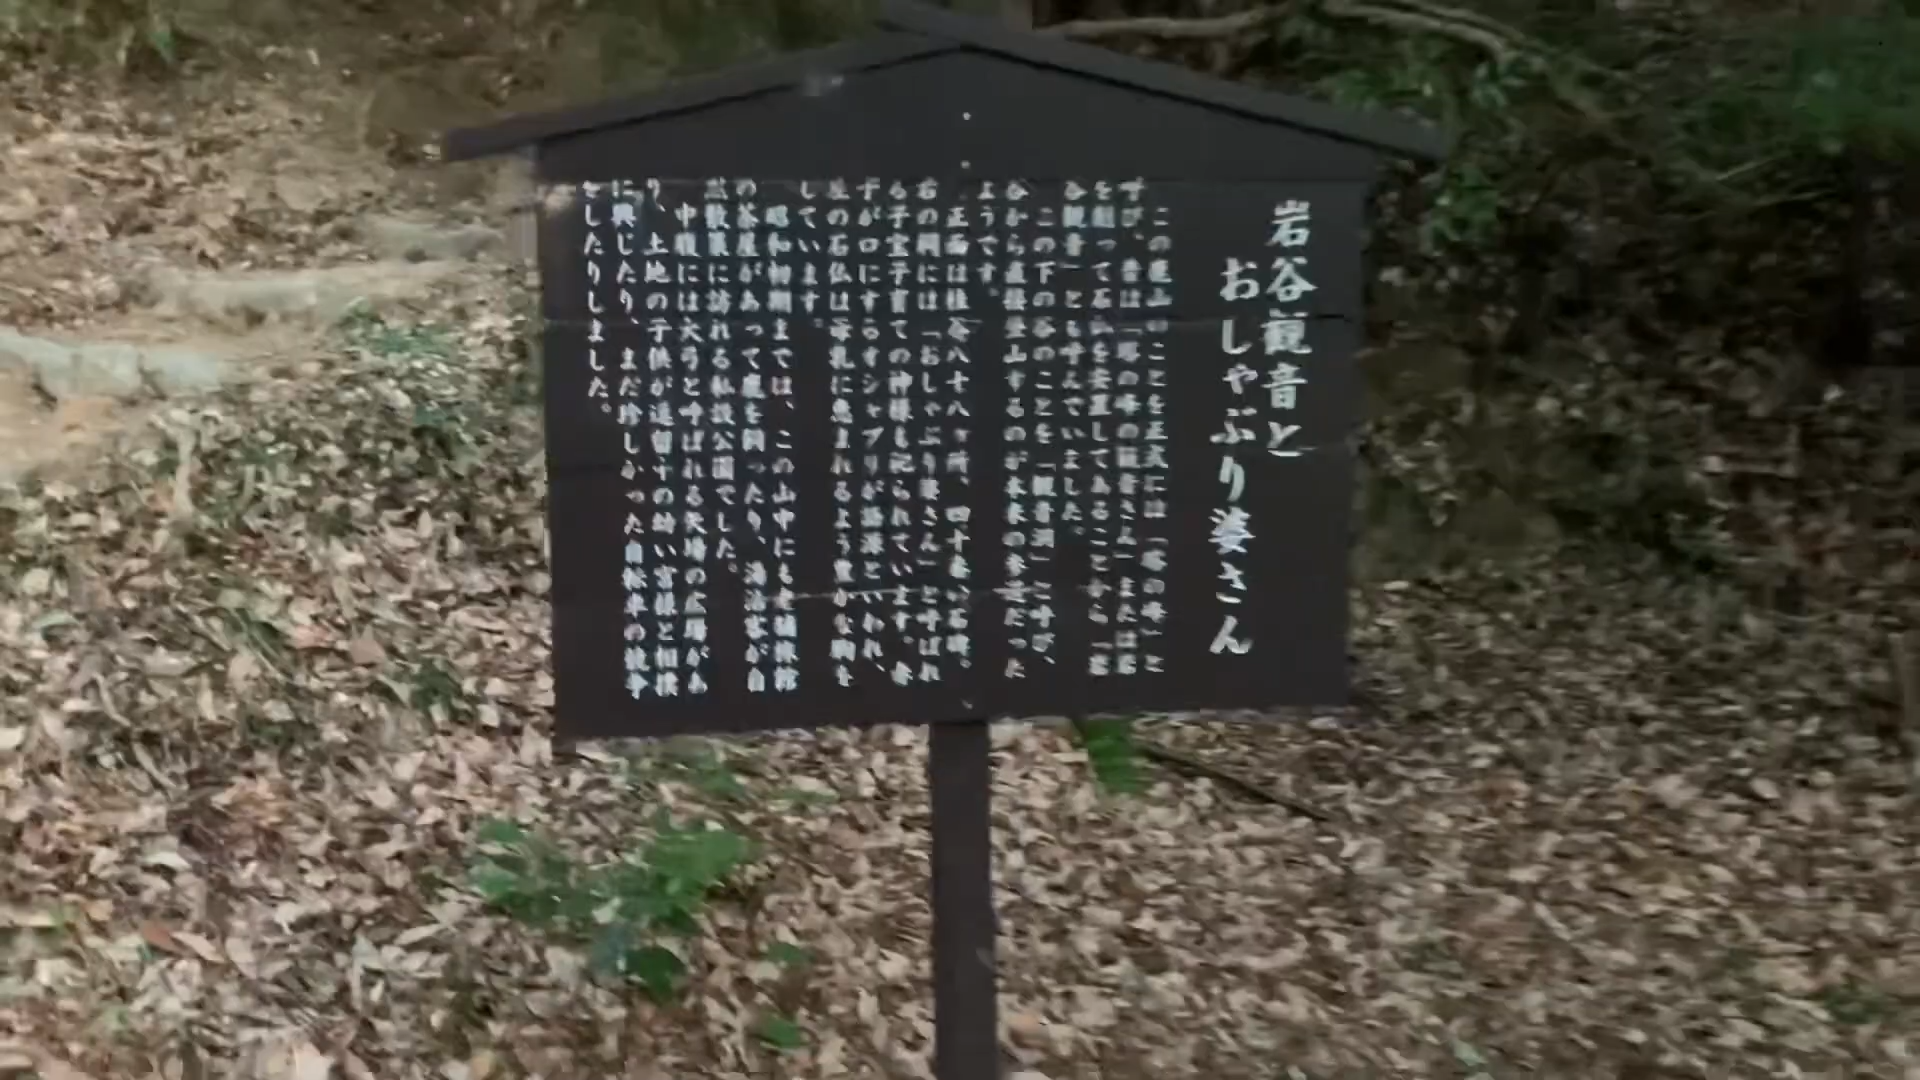 岩谷観音と
おしゃぶり婆さん
この裏山のことを正式には「塔の峰」と
呼び、昔は「塔の峰の観音さん」または岩
を彫って石仏を安置してあることから「岩
谷観音」とも呼んでいました。
この下の谷のことを「観音洞」と呼び、
谷から直接登山するのが本来の参道だった
ようです。
正面は桂谷八十八ヶ所、四十番い石碑。
右の祠には「おしゃぶり婆さん」と呼ばれ
る子宝子育ての神様も祀られています。赤
子が口にするオシャブリが語源といわれ、
左の石仏は母乳に恵まれるよう豊かな胸を
しています。
昭和初期までは、この山中にも老舗旅館
の茶屋があって鹿を飼ったり、湯治客が自
然散策に訪れる私設公園でした。
中腹には大弓と呼ばれる矢場の広場があ
り、土地の子供が逗留中の幼い宮様と相撲
に興じたり、まだ珍しかった自転車の競争
をしたりしました。